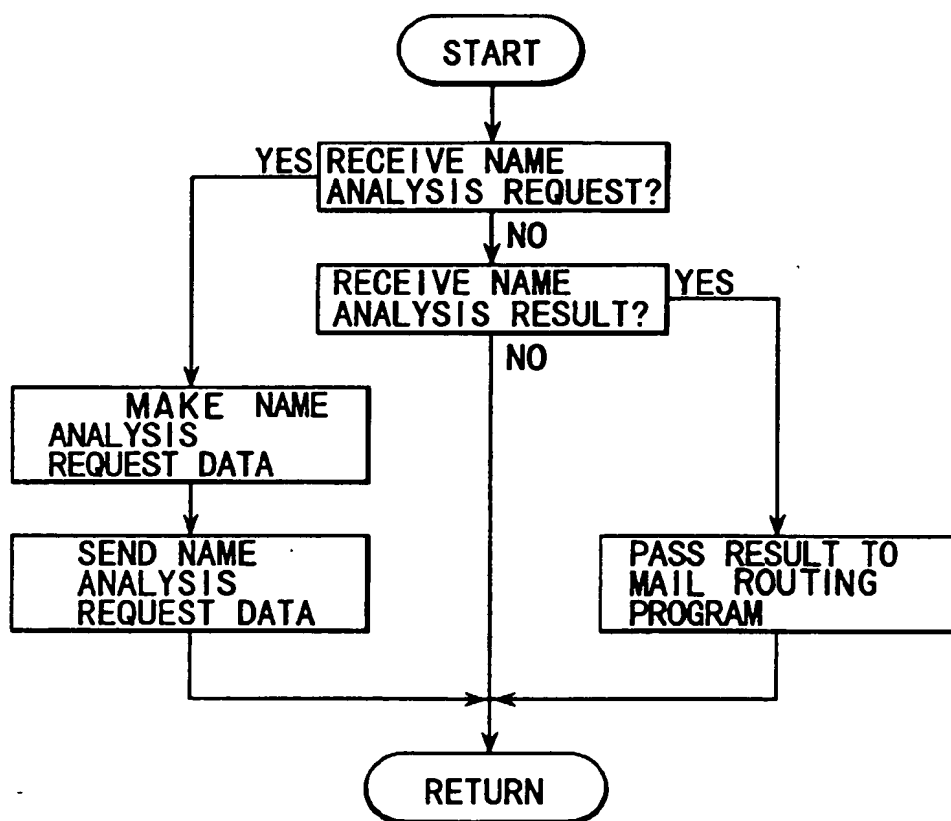 START
YES
RECEIVE NAME
ANALYSIS REQUEST?
NO
RECEIVE NAME
ANALYSIS RESULT?
YES
NO
MAKE NAME
ANALYSIS
REQUEST DATA
SEND NAME
ANALYSIS
REQUEST DATA
PASS RESULT TO
MAIL ROUTING
PROGRAM
RETURN